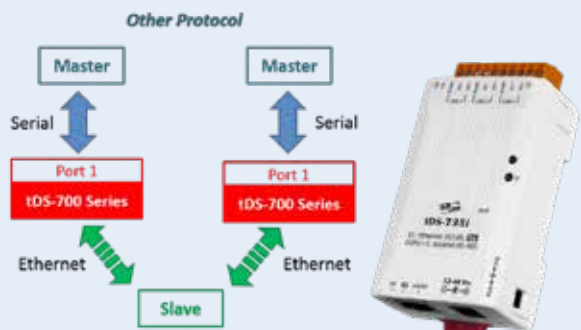 Other Protocol
Master
Master
Serial
Serial
Port 1
Port 1
tDS-700 Series
tDS-700 Series
Ethernet
Ethernet
Slave
tDS-735i